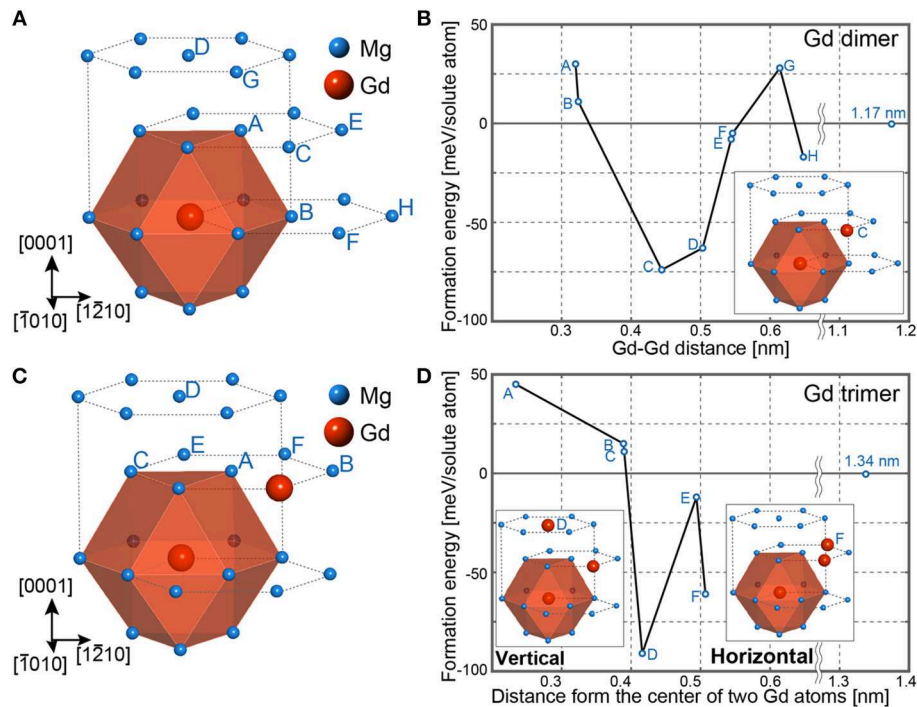 A
D
G
A
E
C
B
H
F
Mg
Gd
[0001]
[1̅010]
[12̅10]
B
Gd dimer
Formation energy [meV/solute atom]
50
0
-50
-100
A
B
C
D
E
F
G
H
1.17 nm
C
0.3
0.4
0.5
0.6
1.1
1.2
Gd-Gd distance [nm]
C
D
E
F
C
A
B
Mg
Gd
[0001]
[1̅010]
[12̅10]
D
Gd trimer
Formation energy [meV/solute atom]
50
0
-50
-100
A
B
C
D
E
F
1.34 nm
D
Vertical
F
Horizontal
0.3
0.4
0.5
0.6
1.3
1.4
Distance form the center of two Gd atoms [nm]